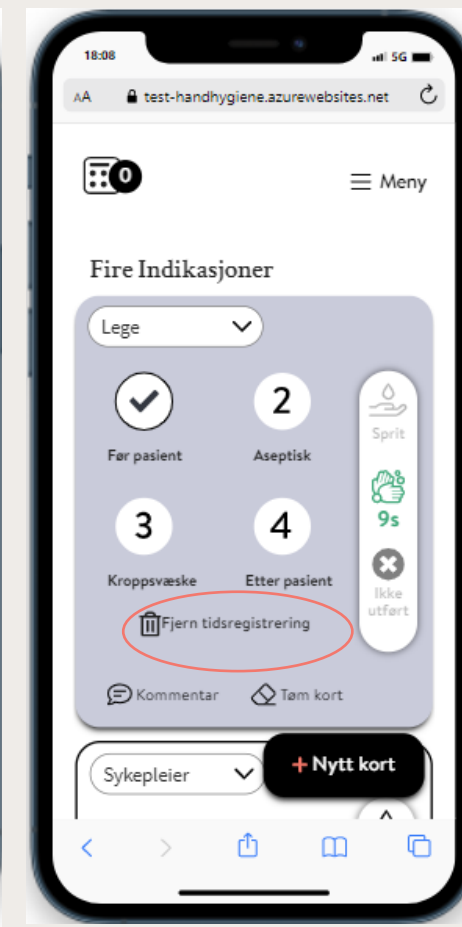 18:08
5G
AA test-handhygiene.azurewebsites.net
0
Meny
Fire Indikasjoner
Lege
2
Sprit
Før pasient Aseptisk
9s
3 4
Kroppsvæske Etter pasient
Ikke
utført
Fjern tidsregistrering
Kommentar Tøm kort
Sykepleier
+ Nytt kort